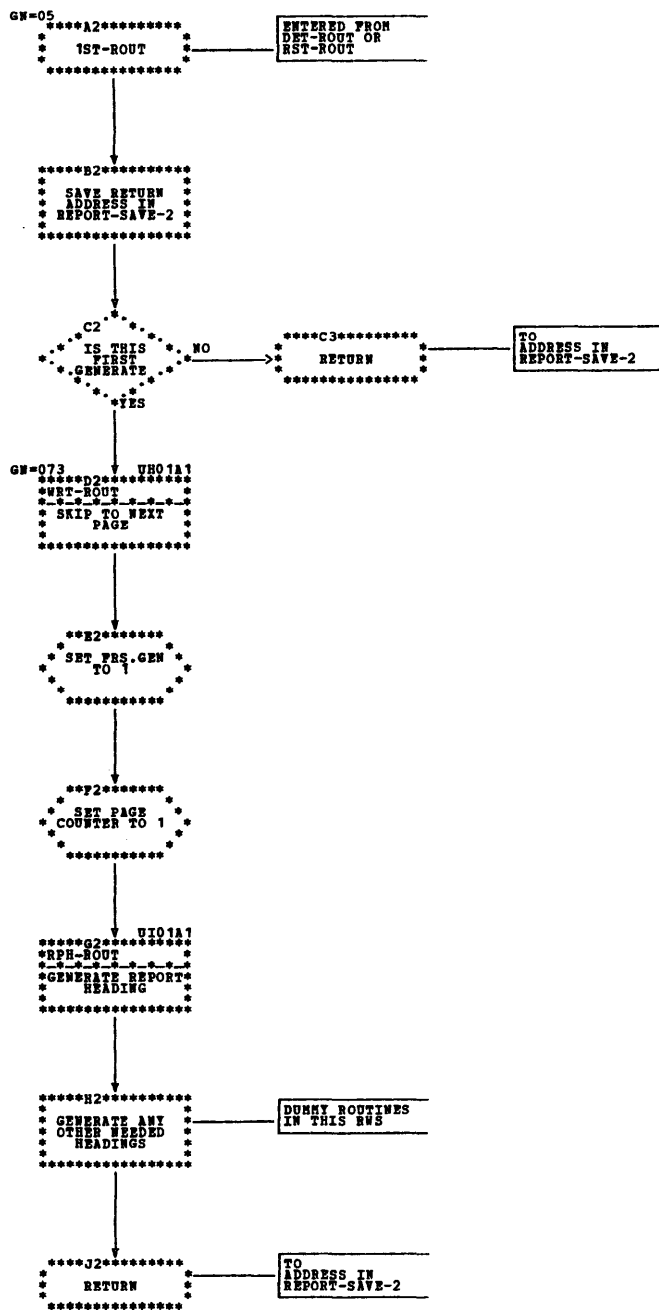 GN=05
A2
1ST-ROUT
ENTERED FROM
DET-ROUT OR
RST-ROUT
B2
SAVE RETURN
ADDRESS IN
REPORT-SAVE-2
C2
IS THIS
FIRST
GENERATE
NO
YES
C3
RETURN
TO
ADDRESS IN
REPORT-SAVE-2
GN=073
UH01A1
D2
WRT-ROUT
SKIP TO NEXT
PAGE
E2
SET FRS.GEN
TO 1
F2
SET PAGE
COUNTER TO 1
UI01A1
G2
RPH-ROUT
GENERATE REPORT
HEADING
H2
GENERATE ANY
OTHER NEEDED
HEADINGS
DUMMY ROUTINES
IN THIS RWS
J2
RETURN
TO
ADDRESS IN
REPORT-SAVE-2